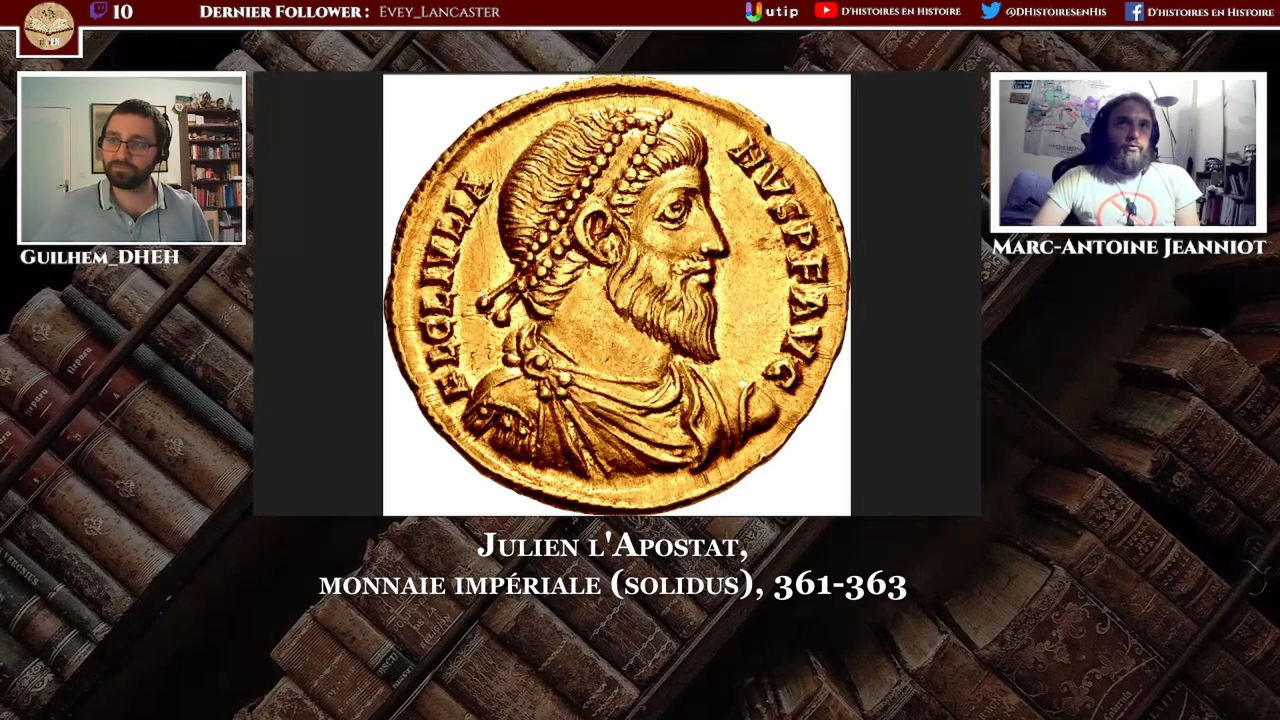 10
DERNIER FOLLOWER : EVEY_LANCASTER
utip
D'HISTOIRES EN HISTOIRE
@DHISTOIRESENHIS
D'HISTOIRES EN HISTOIRE
GUILHEM_DHEH
MARC-ANTOINE JEANNIOT
FLCLIVLIA
NVSPFAVG
JULIEN L'APOSTAT,
MONNAIE IMPÉRIALE (SOLIDUS), 361-363